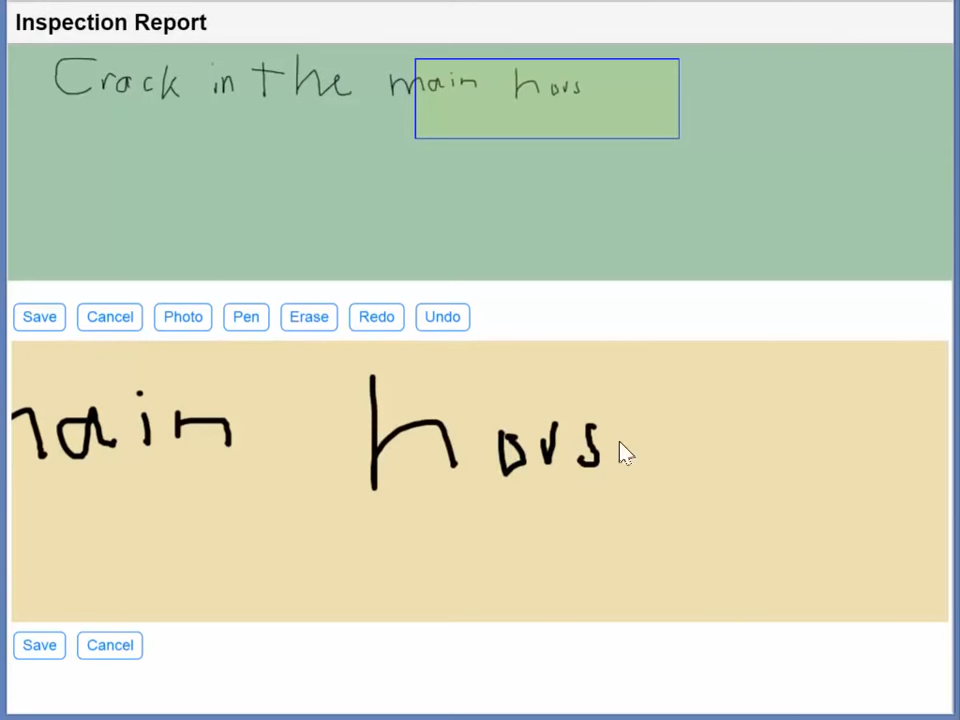 Inspection Report
Crack in the main hovs
Save Cancel Photo Pen Erase Redo Undo
main hovs
Save Cancel